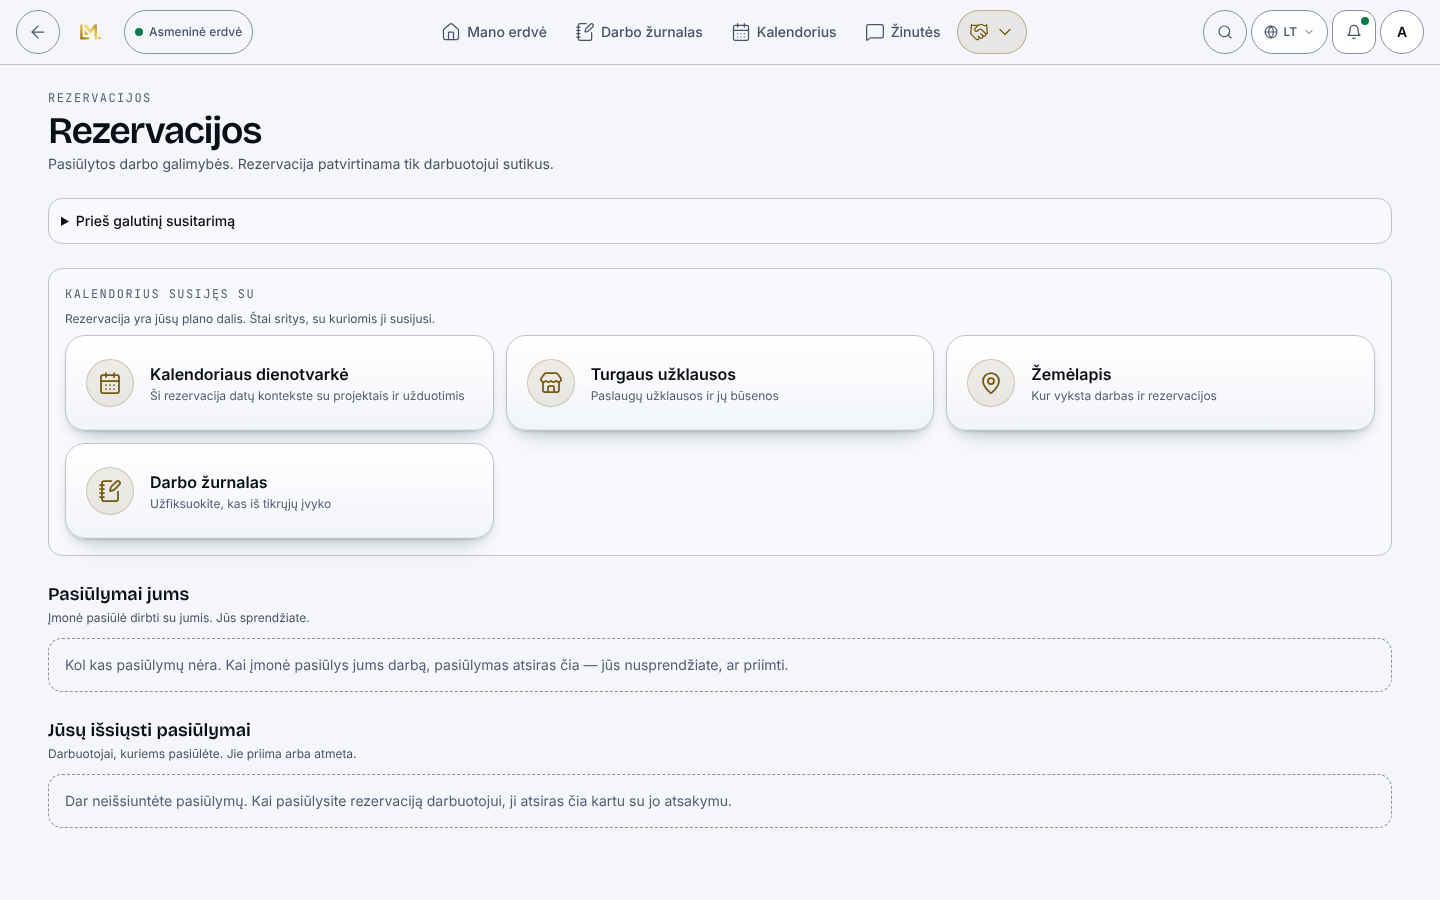 LM.
Asmeninė erdvė
Mano erdvė
Darbo žurnalas
Kalendorius
Žinutės
LT
A
REZERVACIJOS
Rezervacijos
Pasiūlytos darbo galimybės. Rezervacija patvirtinama tik darbuotojui sutikus.
Prieš galutinį susitarimą
KALENDORIUS SUSIJĘS SU
Rezervacija yra jūsų plano dalis. Štai sritys, su kuriomis ji susijusi.
Kalendoriaus dienotvarkė
Ši rezervacija datų kontekste su projektais ir užduotimis
Turgaus užklausos
Paslaugų užklausos ir jų būsenos
Žemėlapis
Kur vyksta darbas ir rezervacijos
Darbo žurnalas
Užfiksuokite, kas iš tikrųjų įvyko
Pasiūlymai jums
Įmonė pasiūlė dirbti su jumis. Jūs sprendžiate.
Kol kas pasiūlymų nėra. Kai įmonė pasiūlys jums darbą, pasiūlymas atsiras čia — jūs nusprendžiate, ar priimti.
Jūsų išsiųsti pasiūlymai
Darbuotojai, kuriems pasiūlėte. Jie priima arba atmeta.
Dar neišsiuntėte pasiūlymų. Kai pasiūlysite rezervaciją darbuotojui, ji atsiras čia kartu su jo atsakymu.